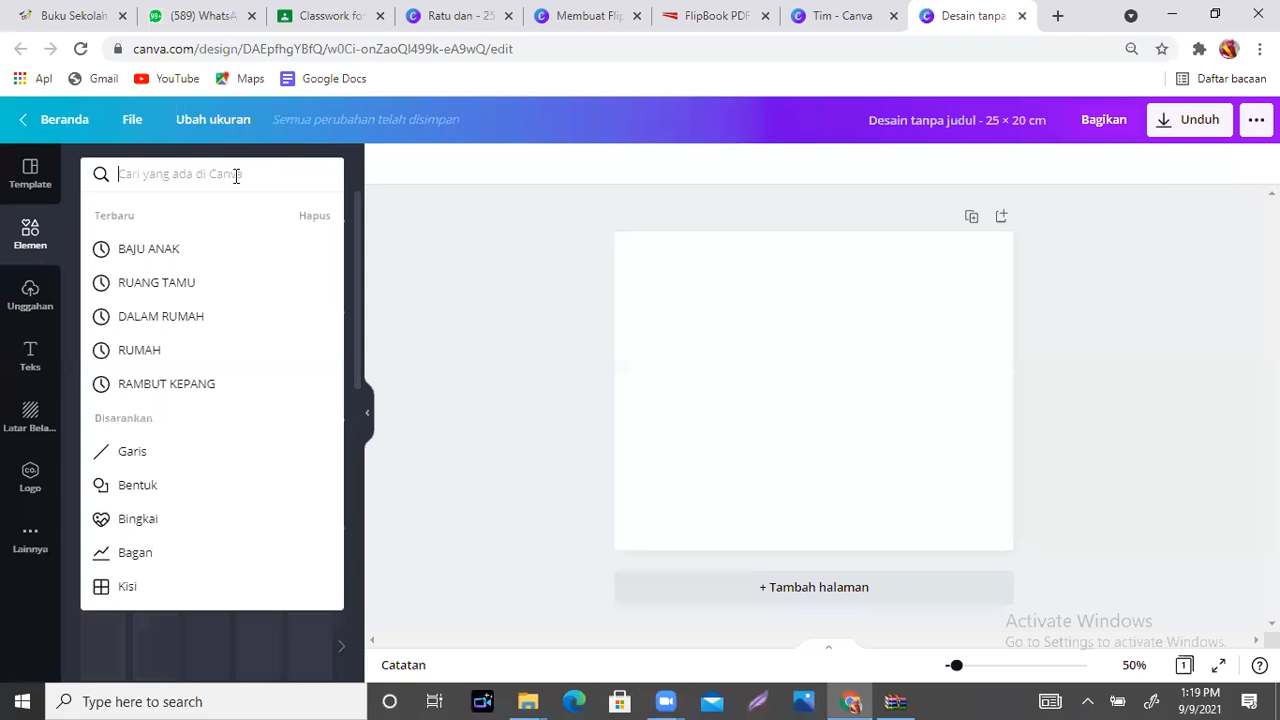 Buku Sekolah
(589) WhatsA
Classwork for
Ratu dan - 25
Membuat Flip
FlipBook PDF
Tim - Canva
Desain tanpa
canva.com/design/DAEpfhgYBfQ/w0Ci-onZaoQl499k-eA9wQ/edit
Apl
Gmail
YouTube
Maps
Google Docs
Daftar bacaan
Beranda
File
Ubah ukuran
Semua perubahan telah disimpan
Desain tanpa judul - 25 × 20 cm
Bagikan
Unduh
Template
Elemen
Unggahan
Teks
Latar Bela...
CO.
Logo
Lainnya
Cari yang ada di Canva
Terbaru
Hapus
BAJU ANAK
RUANG TAMU
DALAM RUMAH
RUMAH
RAMBUT KEPANG
Disarankan
Garis
Bentuk
Bingkai
Bagan
Kisi
+ Tambah halaman
Activate Windows
Go to Settings to activate Windows.
Catatan
50%
1
Type here to search
1:19 PM
9/9/2021